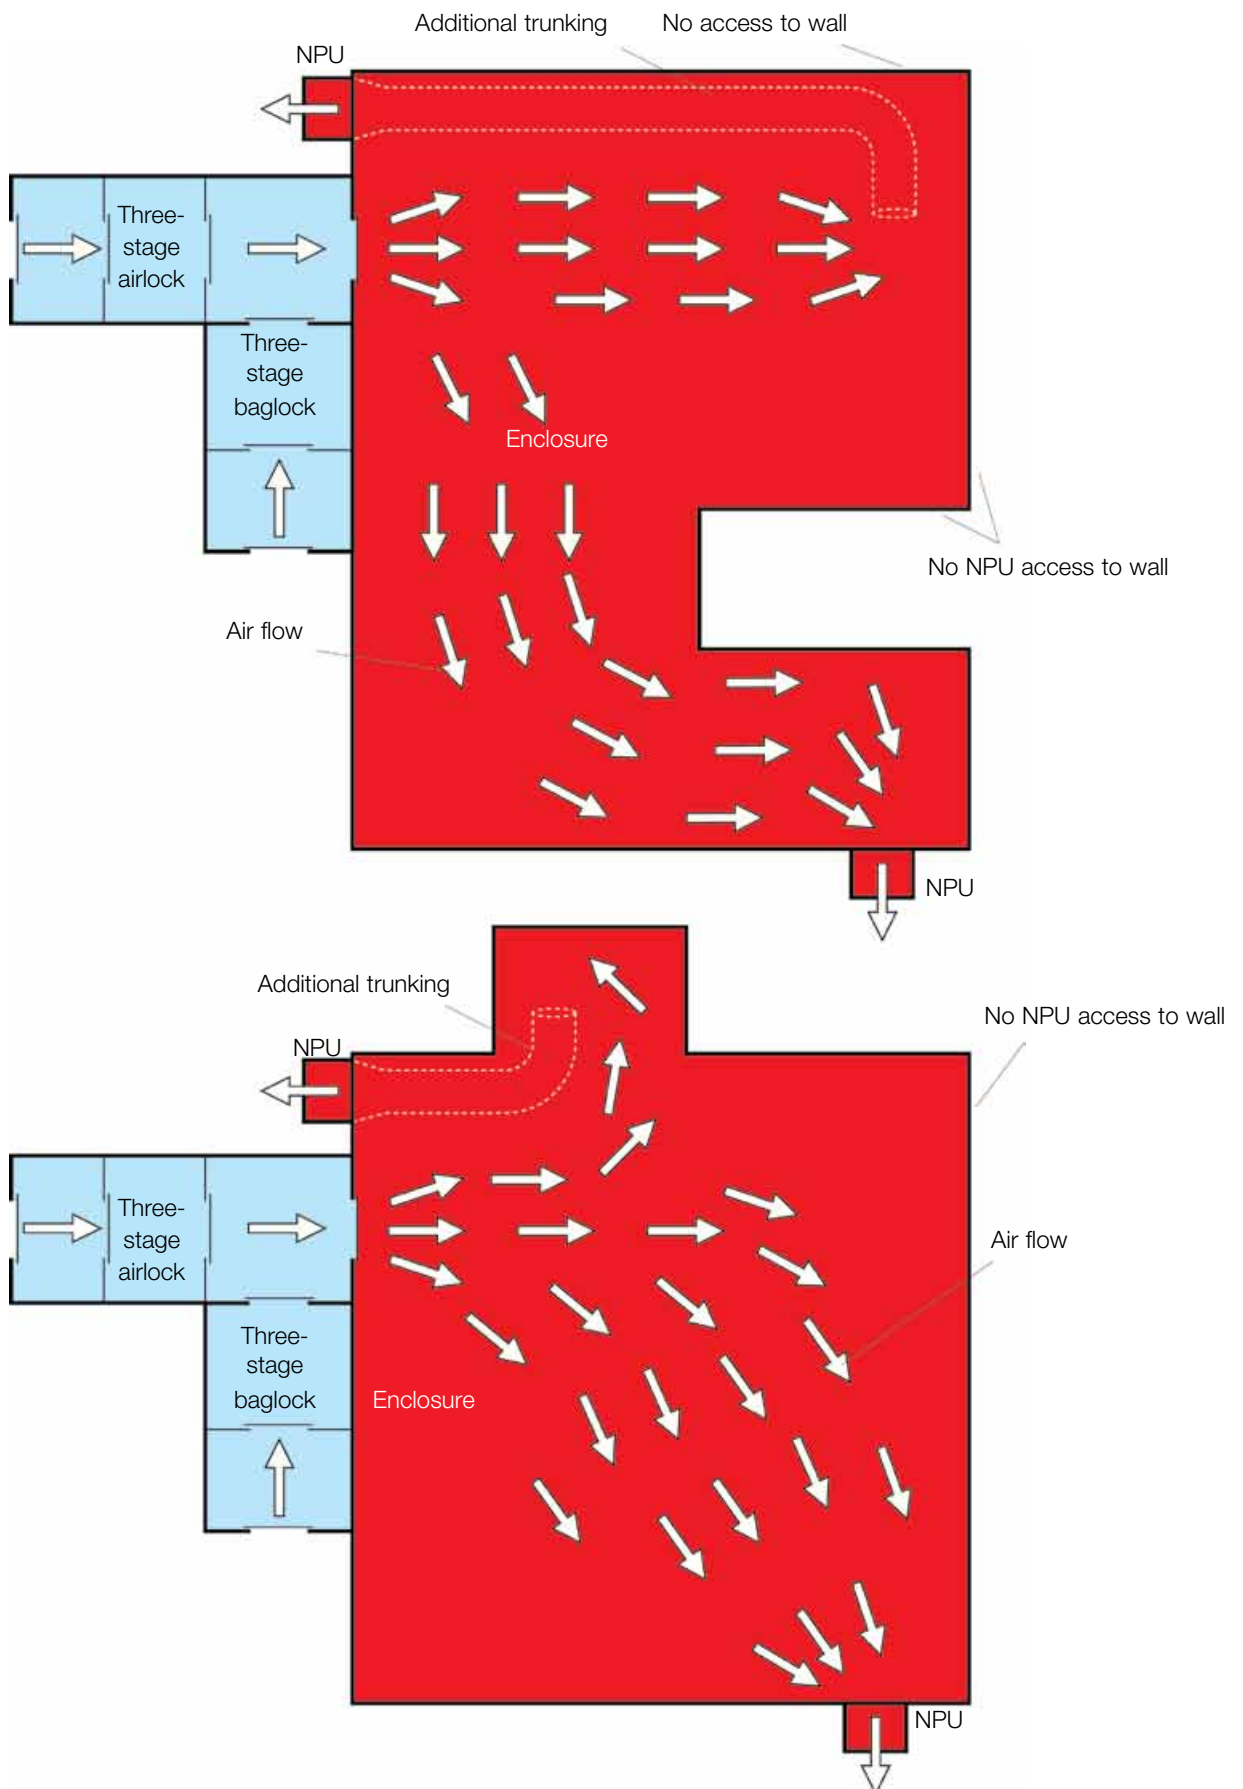 Additional trunking
No access to wall
NPU
Three-
stage
airlock
Three-
stage
baglock
Enclosure
No NPU access to wall
Air flow
NPU
Additional trunking
No NPU access to wall
NPU
Three-
stage
airlock
Air flow
Three-
stage
baglock
Enclosure
NPU